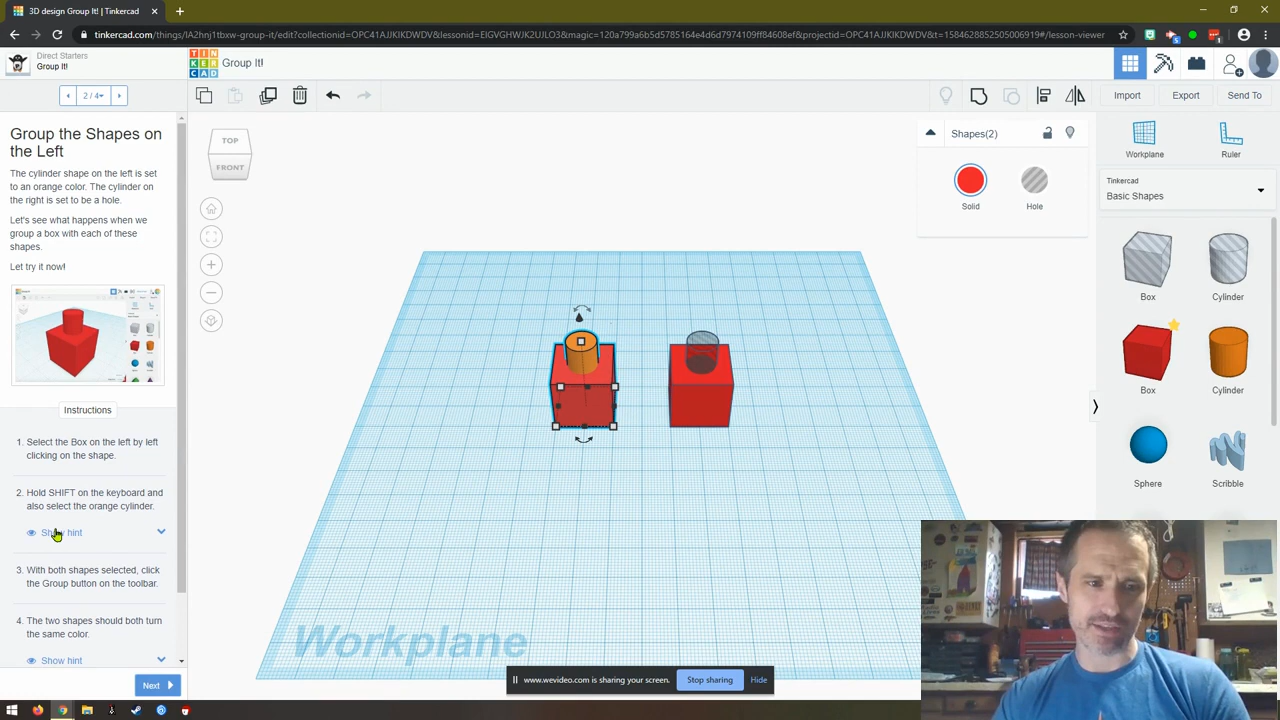 3D design Group It! | Tinkercad
tinkercad.com/things/lA2hnj1tbxw-group-it/edit?collectionid=OPC41AJJKIKDWDV&lessonid=EIGVGHWJK2UJLO3&magic=120a799a6b5d5785164e4d6d7974109ff84608ef&projectid=OPC41AJJKIKDWDV&t=1584628852505006919#/lesson-viewer
Direct Starters
Group It!
TINKERCAD
Group It!
2 / 4
Import
Export
Send To
Group the Shapes on
the Left
The cylinder shape on the left is set
to an orange color. The cylinder on
the right is set to be a hole.
Let's see what happens when we
group a box with each of these
shapes.
Let try it now!
Instructions
1. Select the Box on the left by left
clicking on the shape.
2. Hold SHIFT on the keyboard and
also select the orange cylinder.
Show hint
3. With both shapes selected, click
the Group button on the toolbar.
4. The two shapes should both turn
the same color.
Show hint
Next
TOP
FRONT
Workplane
Shapes(2)
Solid
Hole
Workplane
Ruler
Tinkercad
Basic Shapes
Box
Cylinder
Box
Cylinder
Sphere
Scribble
www.wevideo.com is sharing your screen.
Stop sharing
Hide